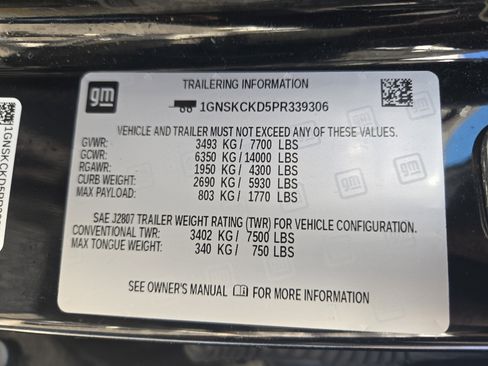 gm
TRAILERING INFORMATION
1GNSKCKD5PR339306
VEHICLE AND TRAILER MUST NOT EXCEED ANY OF THESE VALUES.
GVWR: 3493 KG / 7700 LBS
GCWR: 6350 KG / 14000 LBS
RGAWR: 1950 KG / 4300 LBS
CURB WEIGHT: 2690 KG / 5930 LBS
MAX PAYLOAD: 803 KG / 1770 LBS
SAE J2807 TRAILER WEIGHT RATING (TWR) FOR VEHICLE CONFIGURATION.
CONVENTIONAL TWR: 3402 KG / 7500 LBS
MAX TONGUE WEIGHT: 340 KG / 750 LBS
SEE OWNER'S MANUAL FOR MORE INFORMATION